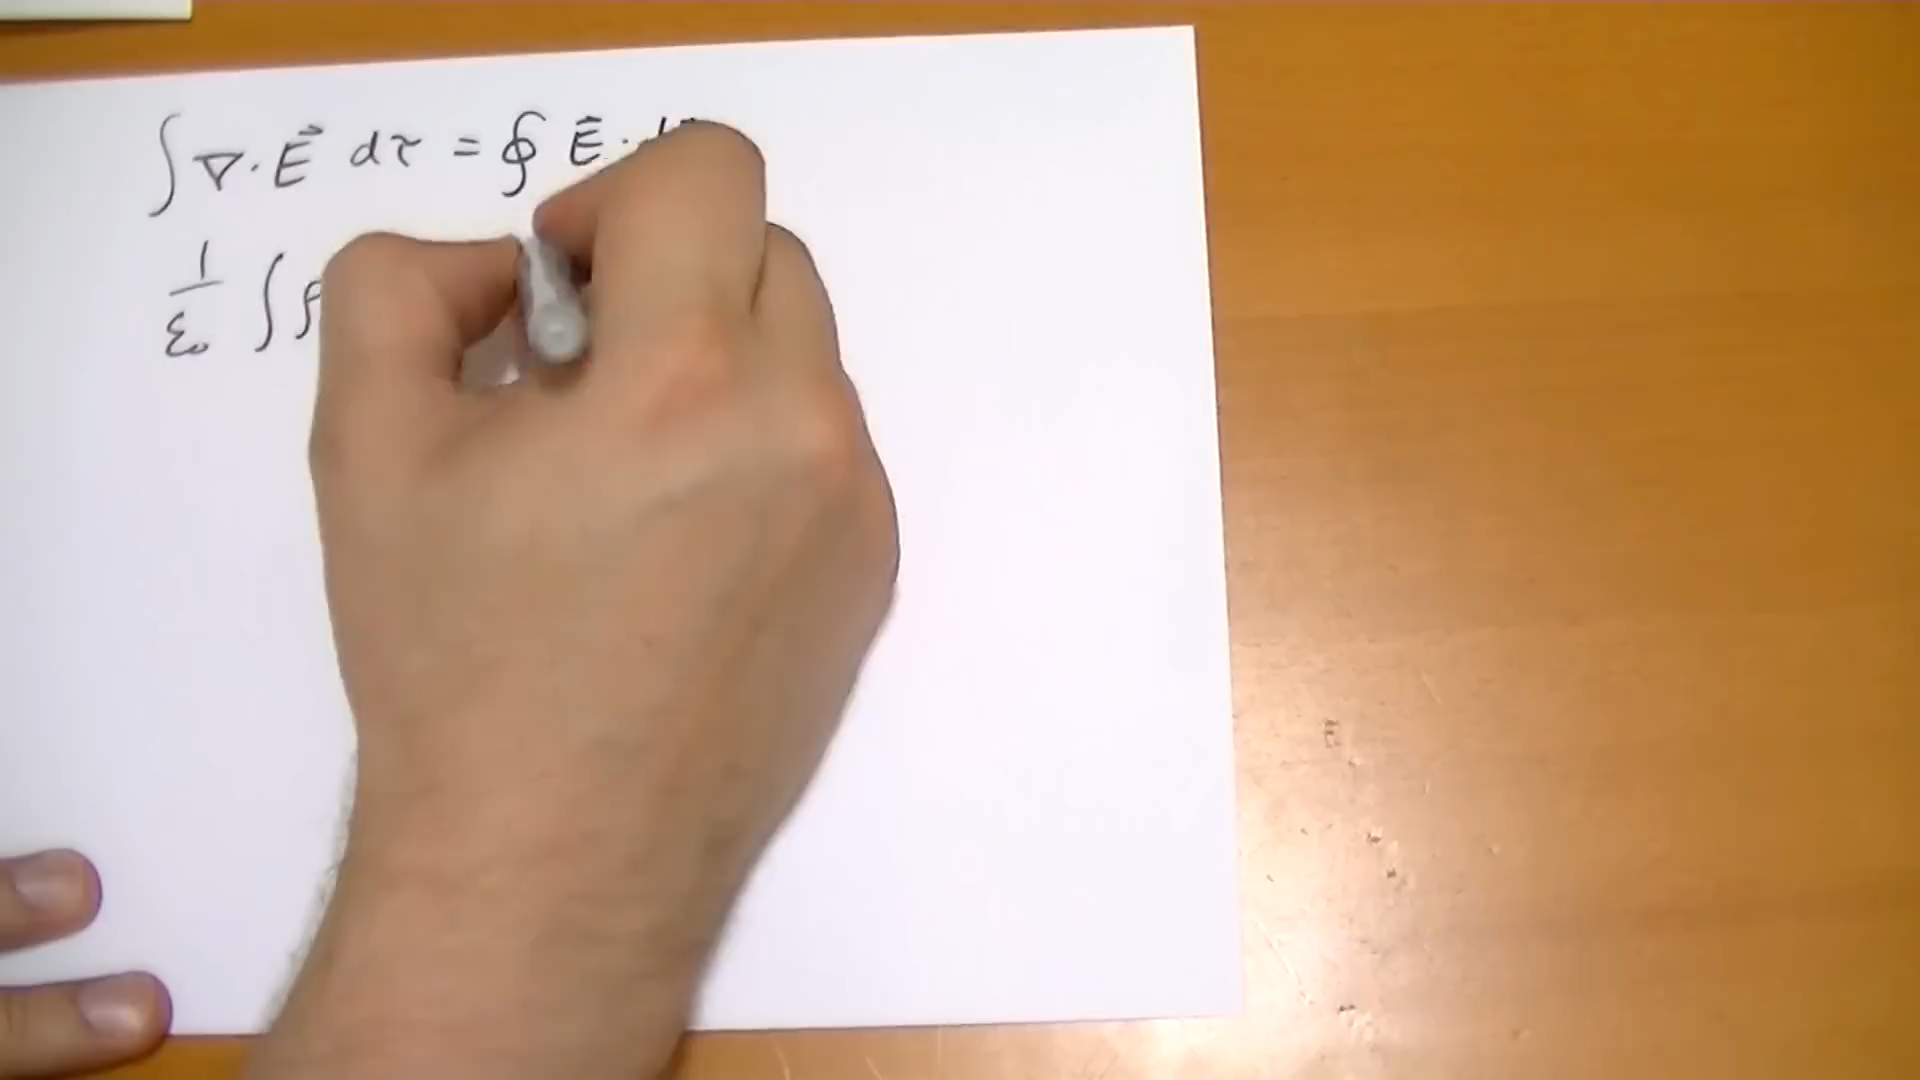 ∫ ∇ · E⃗ dτ = ∮ E⃗ ·
1/ε₀ ∫ ρ